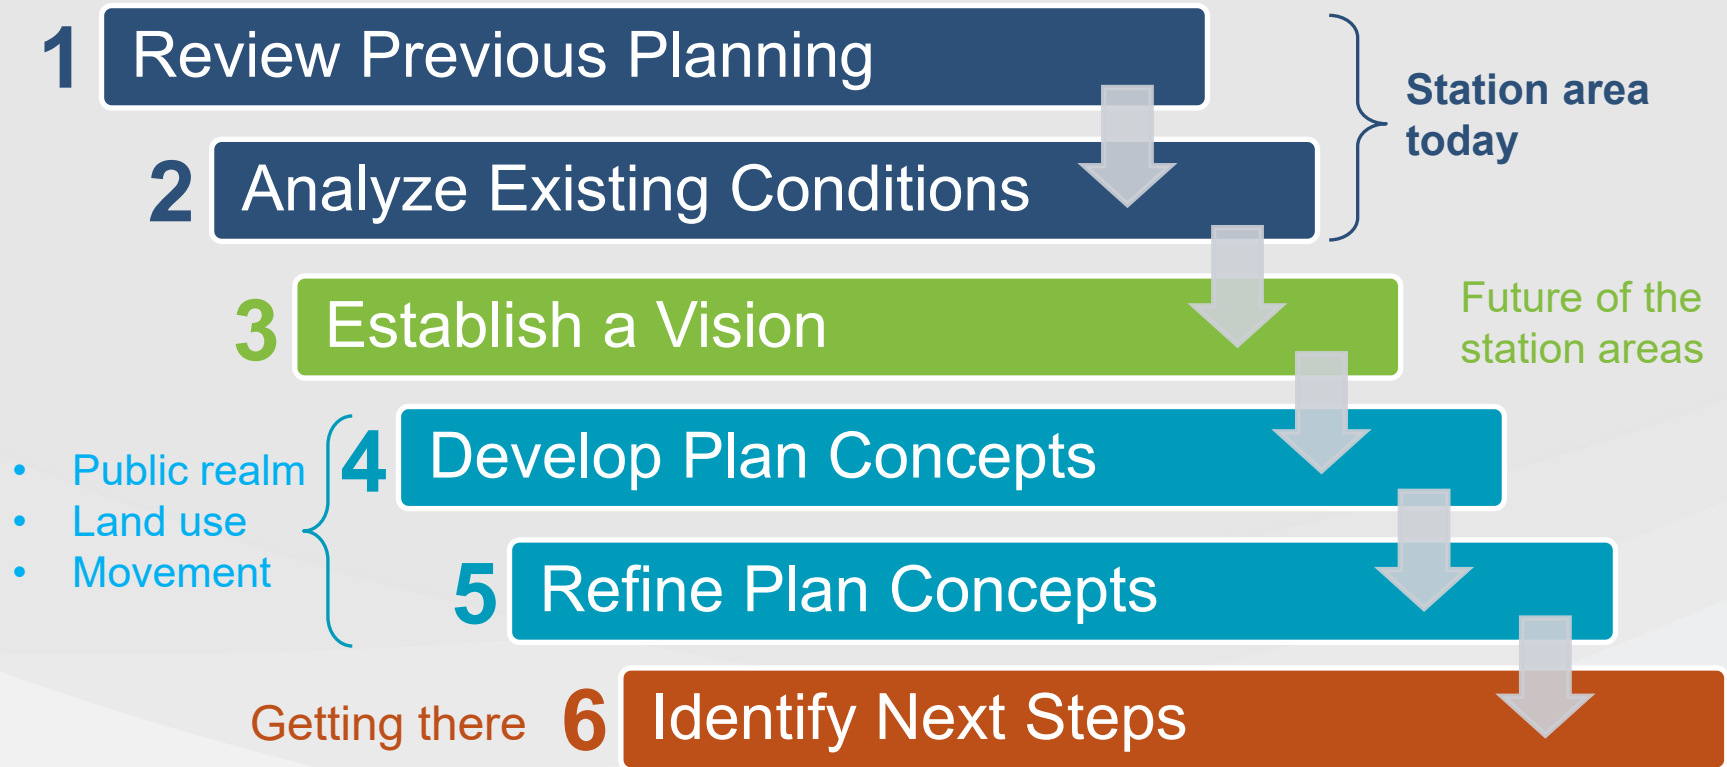 1 Review Previous Planning
Station area
today
2 Analyze Existing Conditions
3 Establish a Vision
Future of the
station areas
4 Develop Plan Concepts
• Public realm
• Land use
• Movement
5 Refine Plan Concepts
Getting there 6 Identify Next Steps